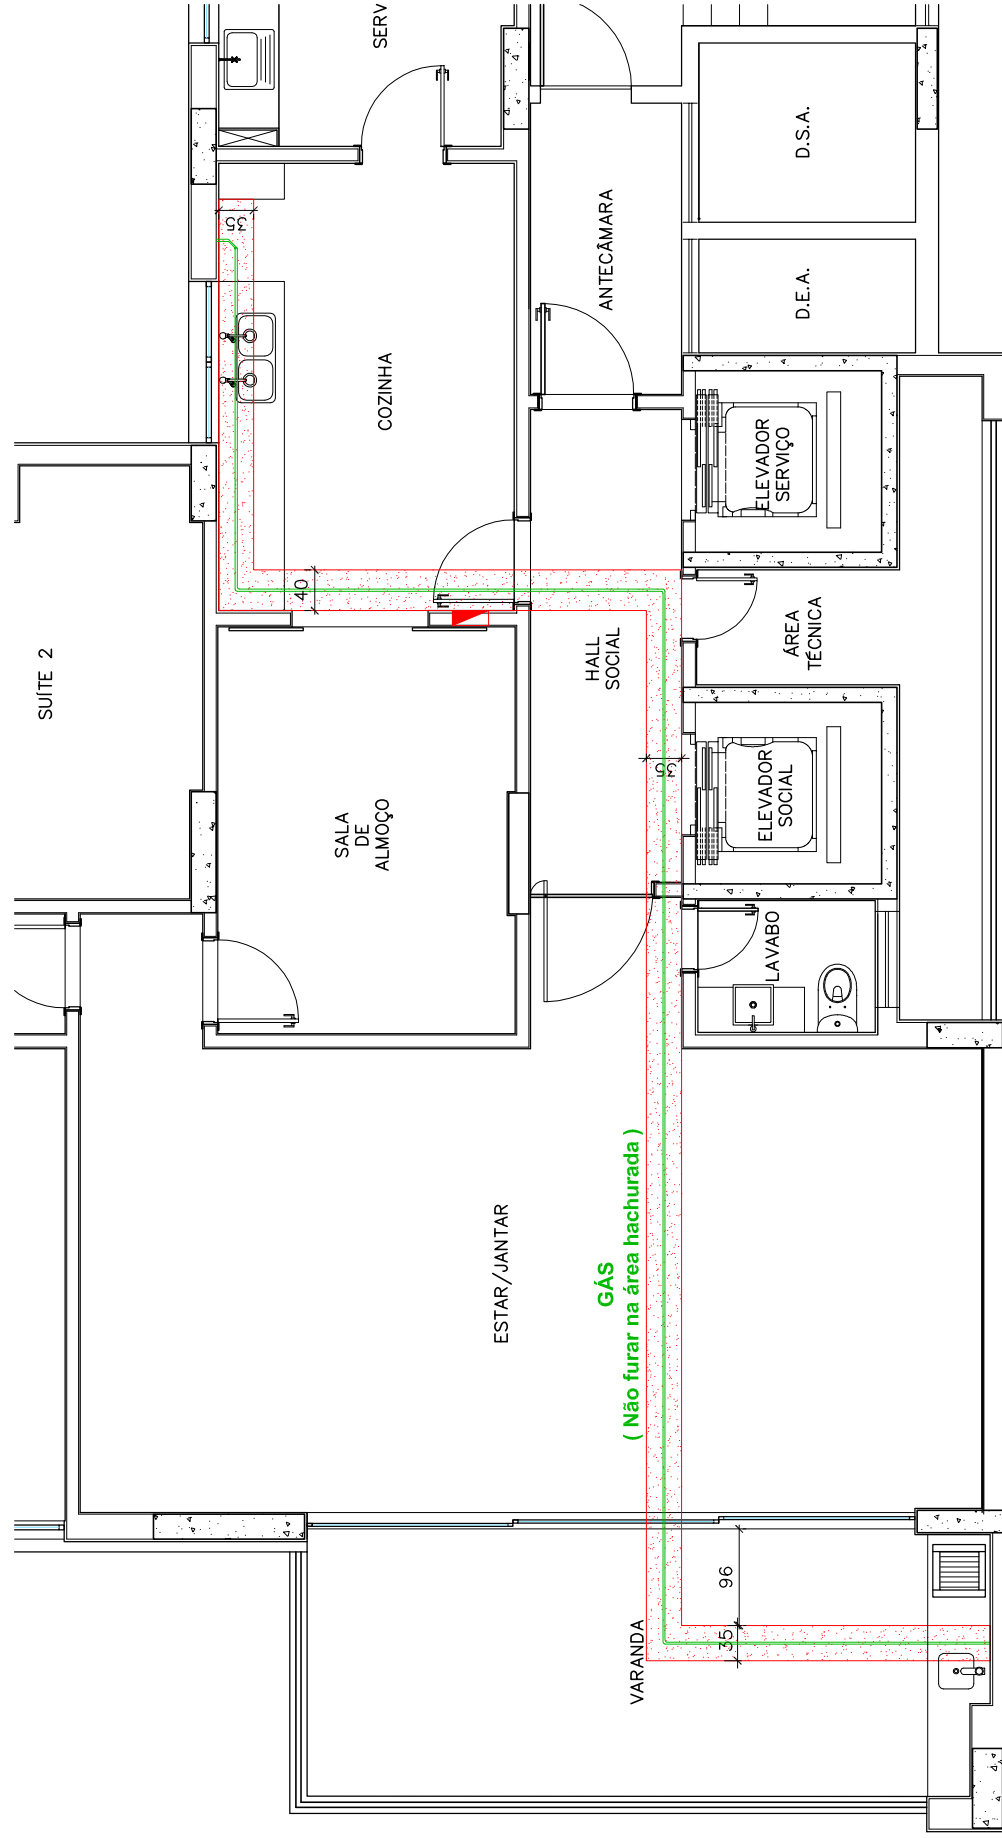 SERV
35
D.S.A.
ANTECÂMARA
D.E.A.
COZINHA
ELEVADOR
SERVIÇO
40
SUÍTE 2
HALL
SOCIAL
ÁREA
TÉCNICA
35
SALA
DE
ALMOÇO
ELEVADOR
SOCIAL
LAVABO
ESTAR/JANTAR
GÁS
( Não furar na área hachurada )
96
35
VARANDA